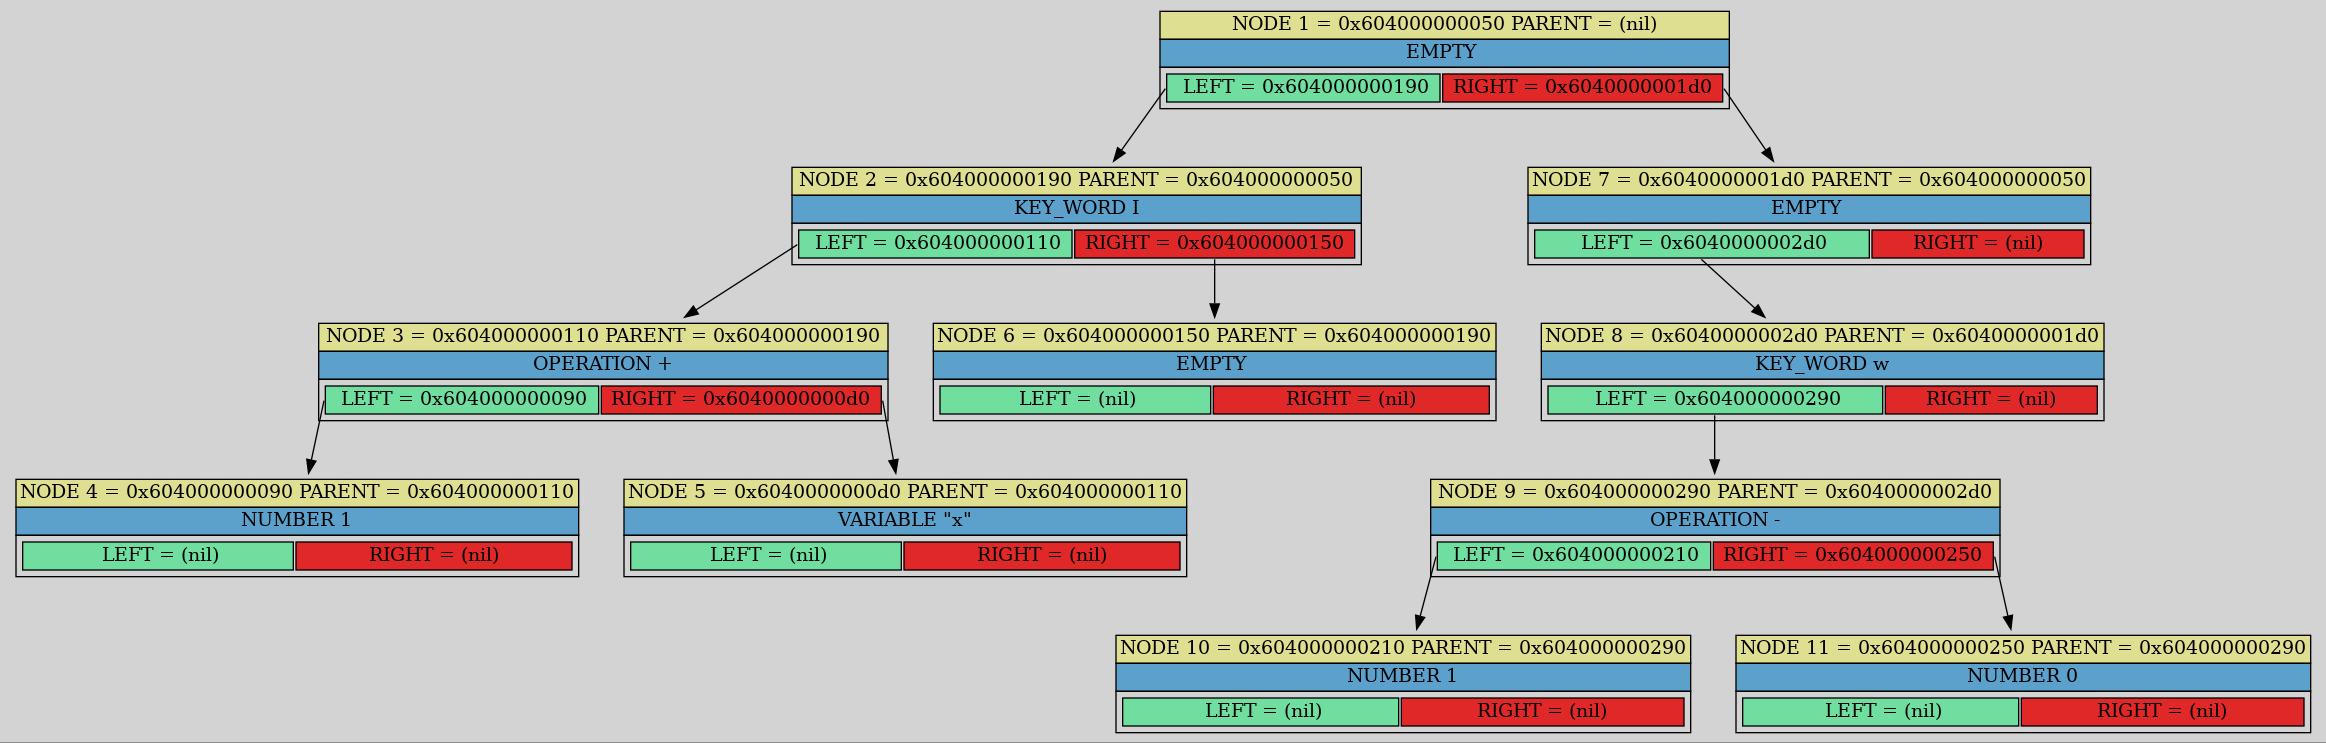 NODE 1 = 0x604000000050 PARENT = (nil)
EMPTY
LEFT = 0x604000000190 RIGHT = 0x6040000001d0
NODE 2 = 0x604000000190 PARENT = 0x604000000050
KEY_WORD I
LEFT = 0x604000000110 RIGHT = 0x604000000150
NODE 7 = 0x6040000001d0 PARENT = 0x604000000050
EMPTY
LEFT = 0x6040000002d0 RIGHT = (nil)
NODE 3 = 0x604000000110 PARENT = 0x604000000190
OPERATION +
LEFT = 0x604000000090 RIGHT = 0x6040000000d0
NODE 6 = 0x604000000150 PARENT = 0x604000000190
EMPTY
LEFT = (nil) RIGHT = (nil)
NODE 8 = 0x6040000002d0 PARENT = 0x6040000001d0
KEY_WORD w
LEFT = 0x604000000290 RIGHT = (nil)
NODE 4 = 0x604000000090 PARENT = 0x604000000110
NUMBER 1
LEFT = (nil) RIGHT = (nil)
NODE 5 = 0x6040000000d0 PARENT = 0x604000000110
VARIABLE "x"
LEFT = (nil) RIGHT = (nil)
NODE 9 = 0x604000000290 PARENT = 0x6040000002d0
OPERATION -
LEFT = 0x604000000210 RIGHT = 0x604000000250
NODE 10 = 0x604000000210 PARENT = 0x604000000290
NUMBER 1
LEFT = (nil) RIGHT = (nil)
NODE 11 = 0x604000000250 PARENT = 0x604000000290
NUMBER 0
LEFT = (nil) RIGHT = (nil)